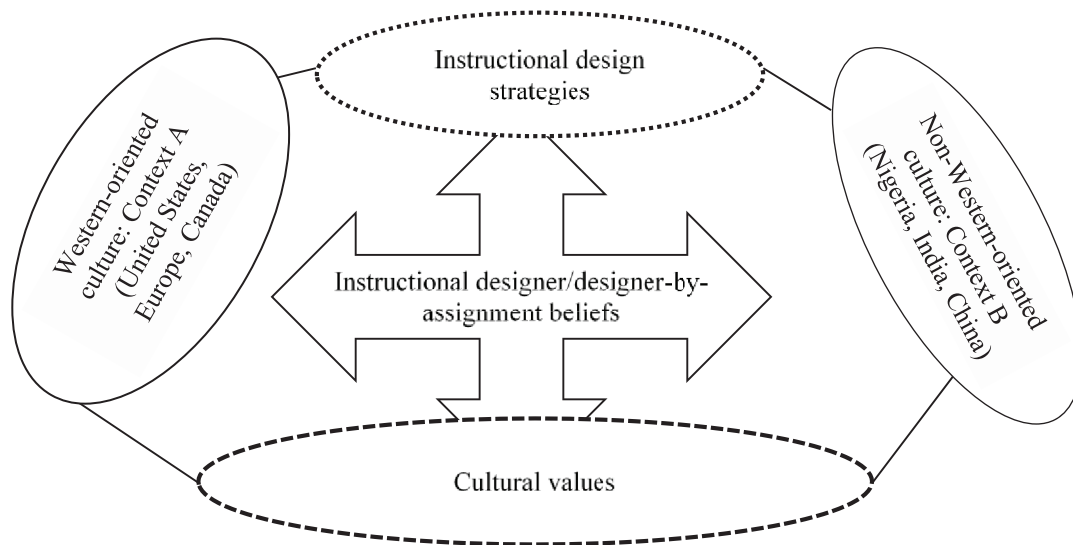 Instructional design
strategies
Western-oriented
culture: Context A
(United States,
Europe, Canada)
Non-Western-oriented
culture: Context B
(Nigeria, India, China)
Instructional designer/designer-by-
assignment beliefs
Cultural values